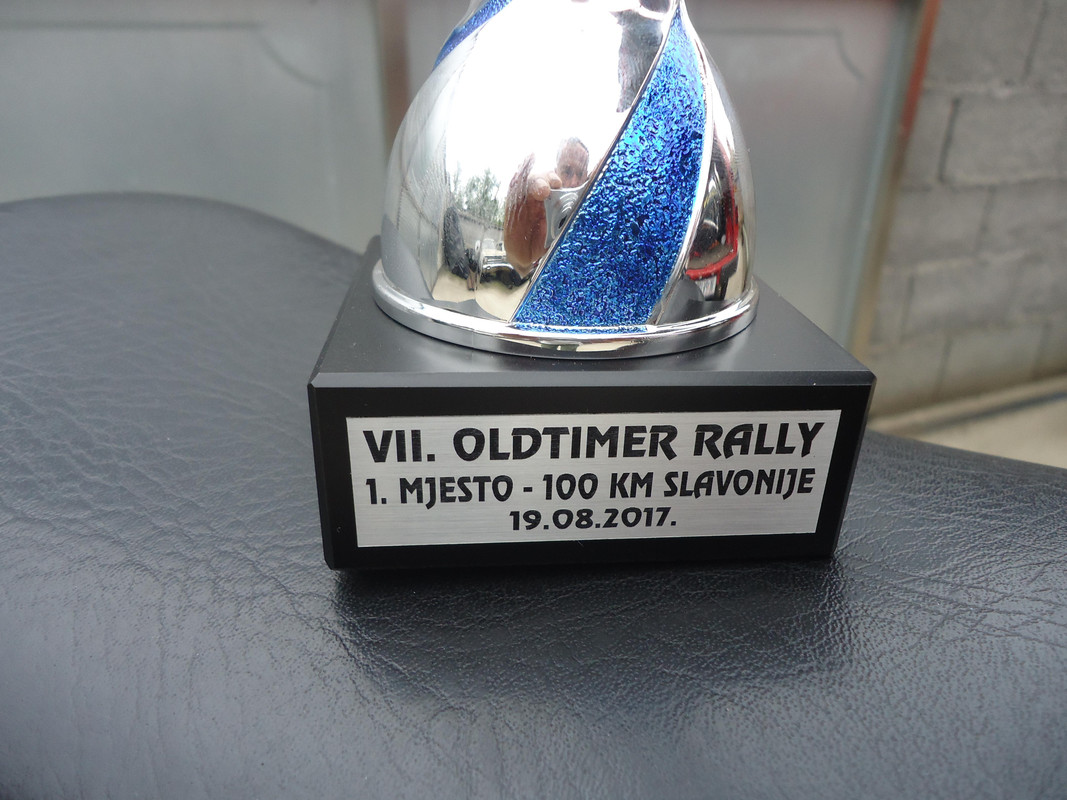 VII. OLDTIMER RALLY
1. MJESTO - 100 KM SLAVONIJE
19.08.2017.